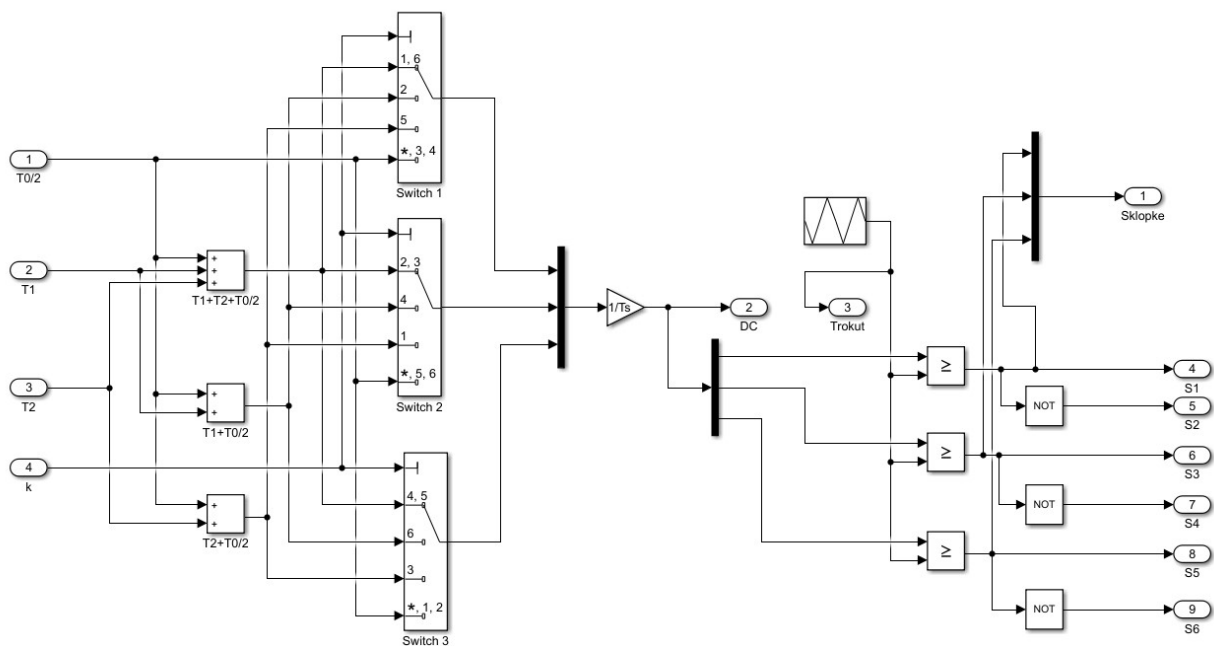 1, 6
2
5
*, 3, 4
Switch 1
1
T0/2
2
T1
+
+
+
T1+T2+T0/2
2, 3
4
1
*, 5, 6
Switch 2
3
T2
+
+
T1+T0/2
4
k
+
+
T2+T0/2
4, 5
6
3
*, 1, 2
Switch 3
1/Ts
2
DC
3
Trokut
1
Sklopke
≥
4
S1
NOT
5
S2
≥
6
S3
NOT
7
S4
≥
8
S5
NOT
9
S6